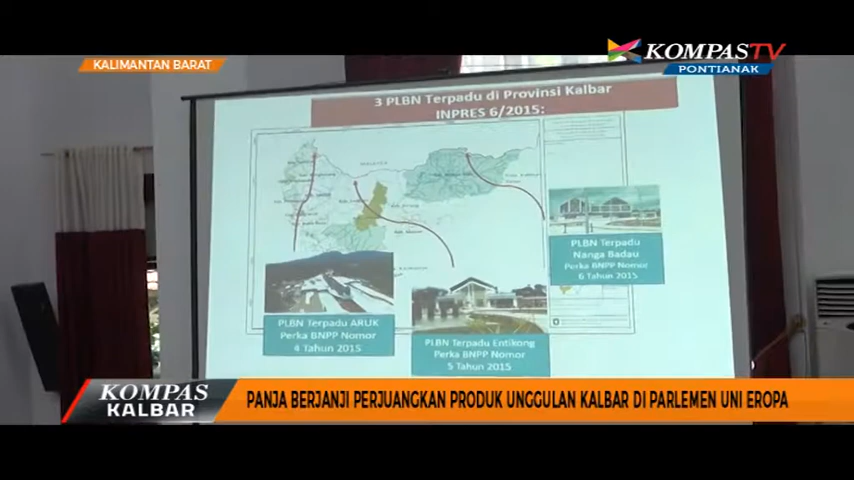 KALIMANTAN BARAT
KOMPASTV
PONTIANAK
3 PLBN Terpadu di Provinsi Kalbar
INPRES 6/2015:
PLBN Terpadu
Nanga Badau
Perka BNPP Nomor
6 Tahun 2015
PLBN Terpadu ARUK
Perka BNPP Nomor
4 Tahun 2015
PLBN Terpadu Entikong
Perka BNPP Nomor
5 Tahun 2015
KOMPAS
KALBAR
PANJA BERJANJI PERJUANGKAN PRODUK UNGGULAN KALBAR DI PARLEMEN UNI EROPA